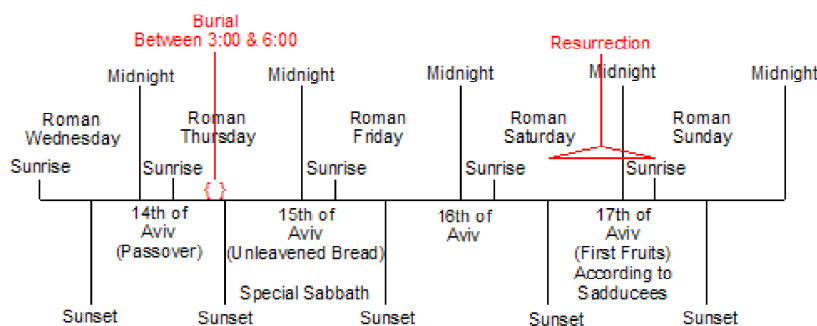 Burial
Between 3:00 & 6:00
Resurrection
Midnight
Midnight
Midnight
Midnight
Midnight
Roman
Wednesday
Roman
Thursday
Roman
Friday
Roman
Saturday
Roman
Sunday
Sunrise
Sunrise
Sunrise
Sunrise
Sunrise
{ }
14th of
Aviv
(Passover)
15th of
Aviv
(Unleavened Bread)
Special Sabbath
16th of
Aviv
17th of
Aviv
(First Fruits)
According to
Sadducees
Sunset
Sunset
Sunset
Sunset
Sunset